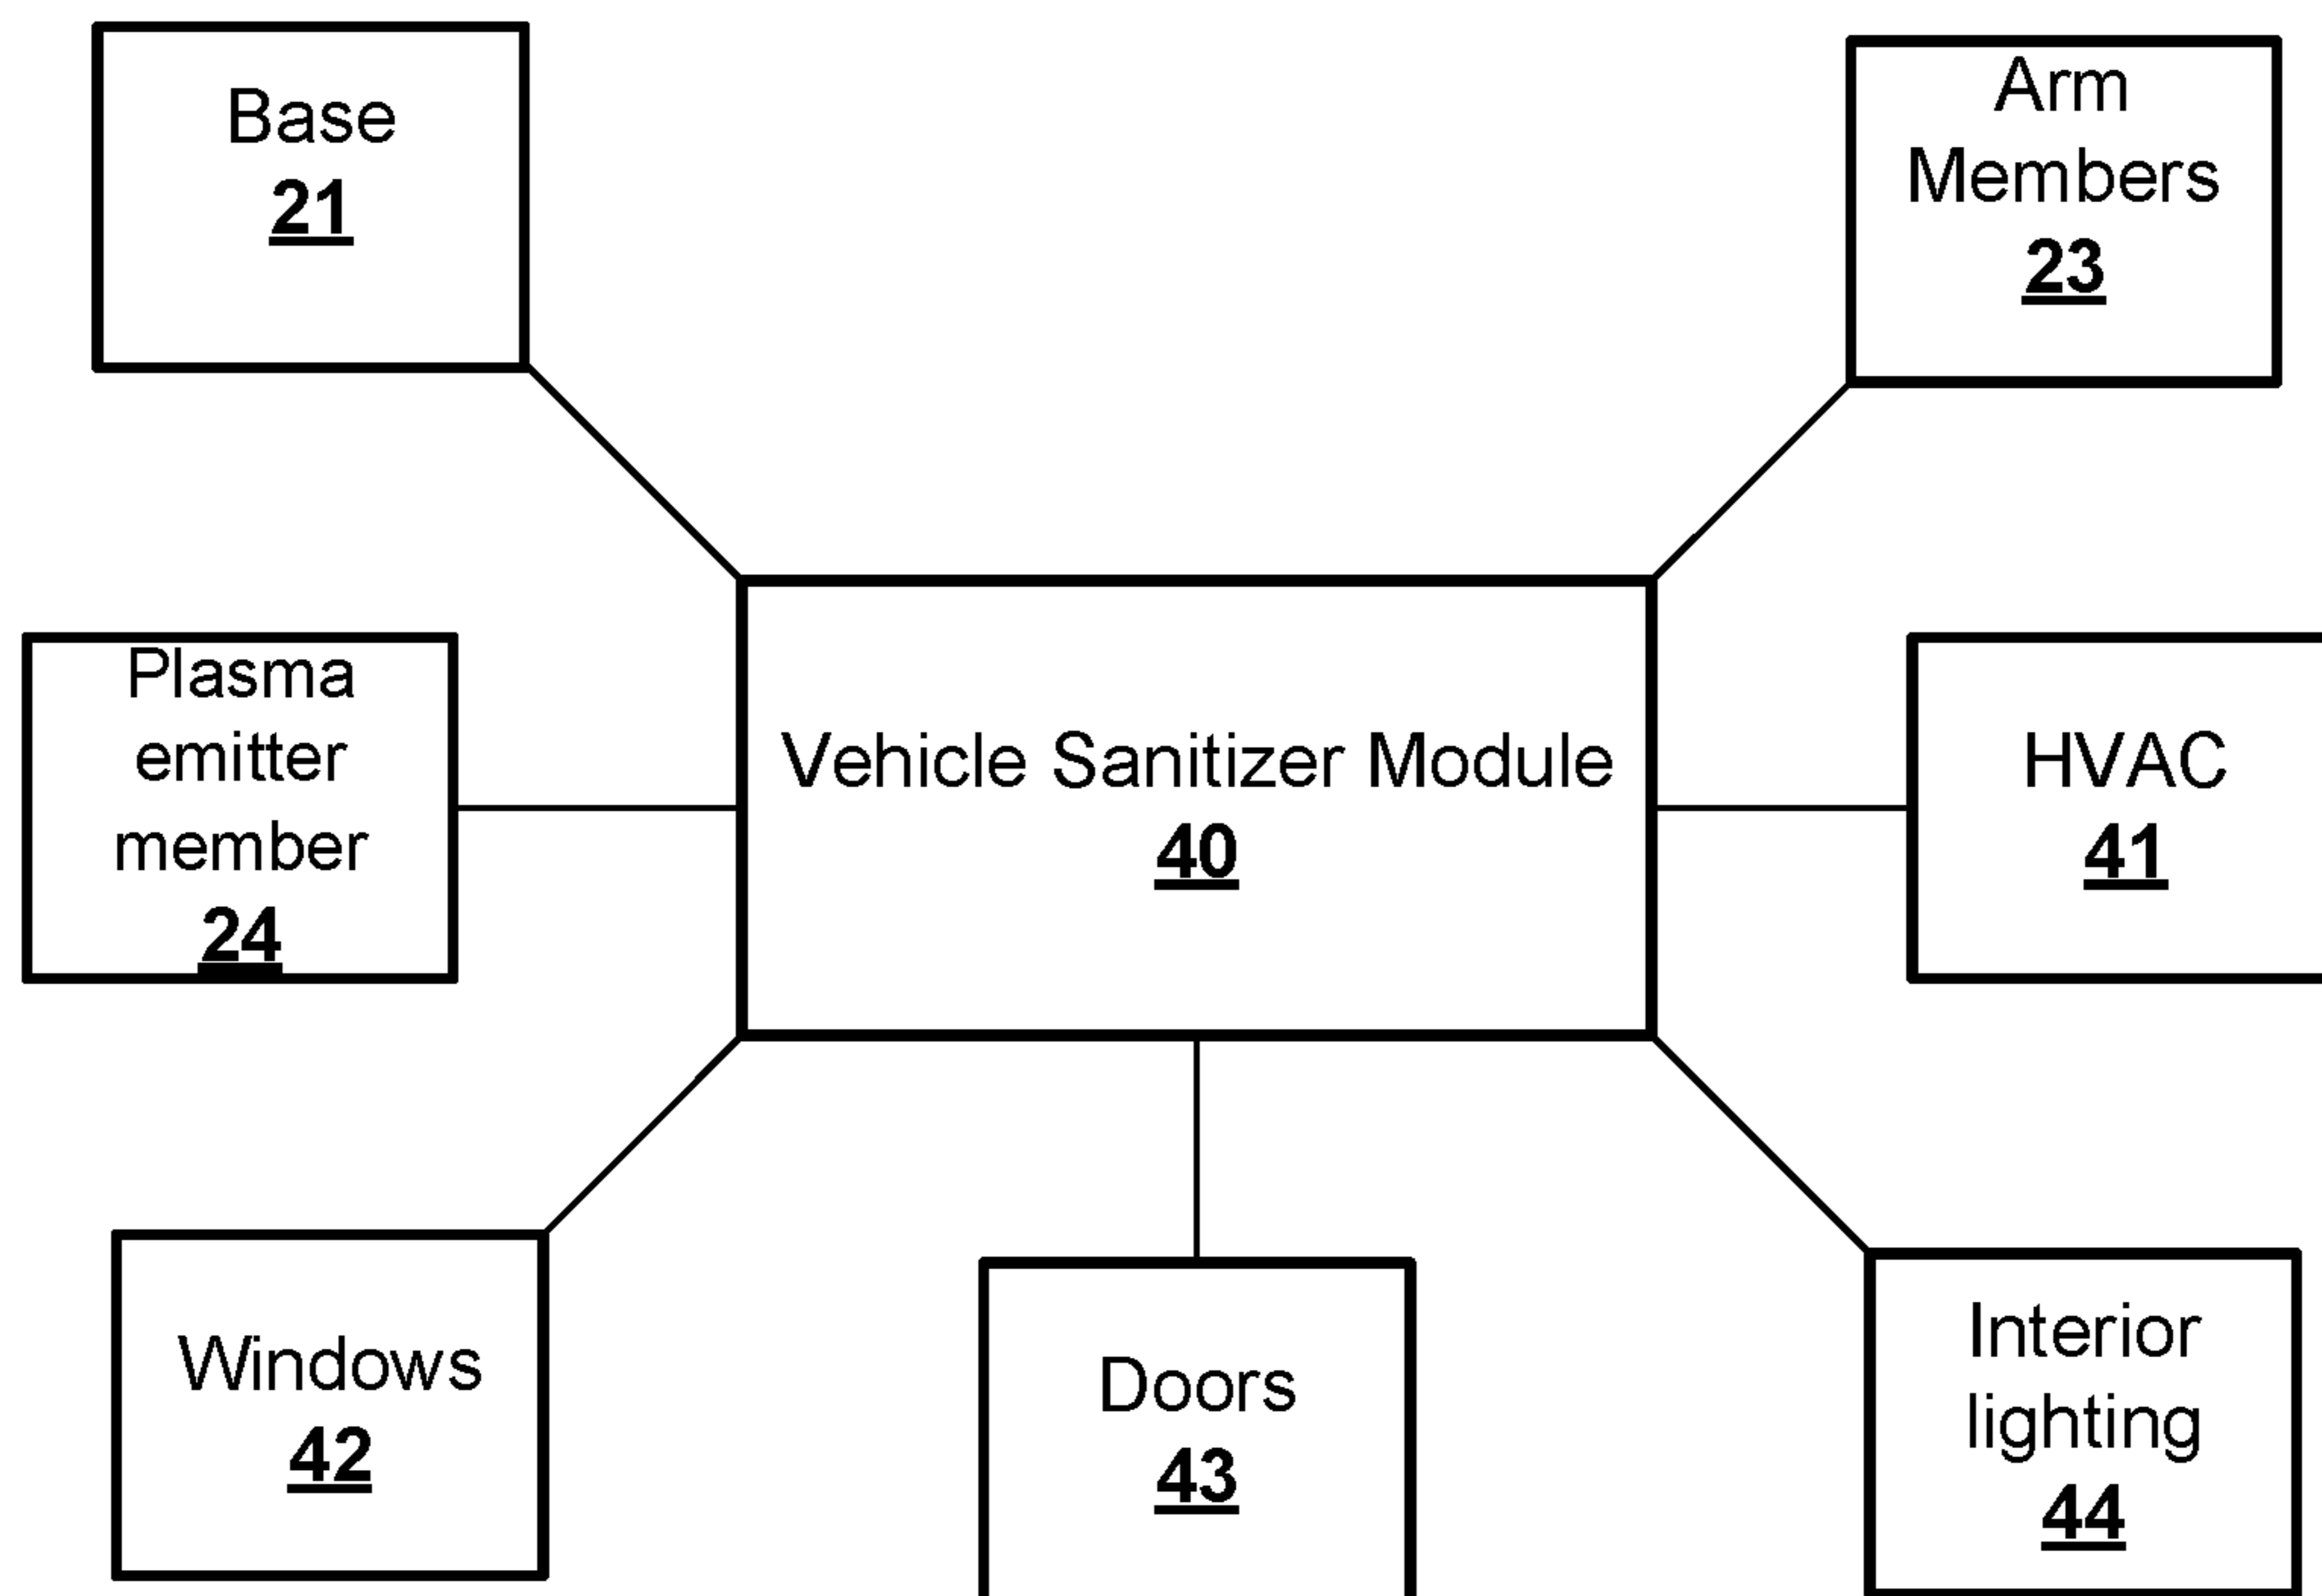 Base
21
Arm
Members
23
Plasma
emitter
member
24
Vehicle Sanitizer Module
40
HVAC
41
Windows
42
Doors
43
Interior
lighting
44